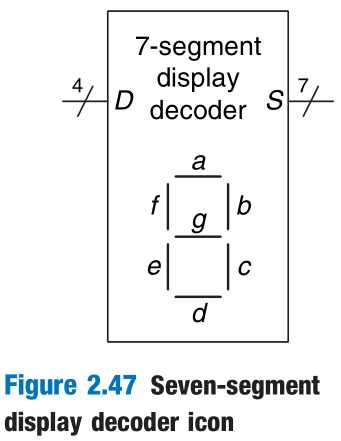 7-segment
display
decoder
4
D
S
7
a
f
b
g
e
c
d
Figure 2.47 Seven-segment
display decoder icon